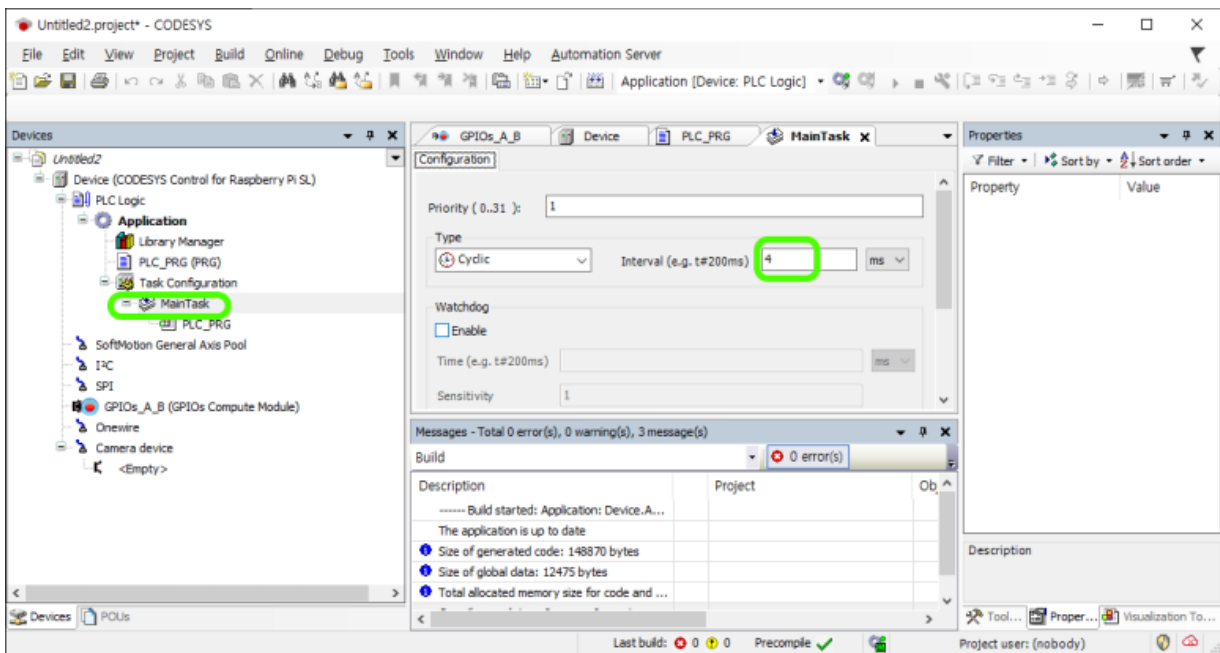 Untitled2.project* - CODESYS
File Edit View Project Build Online Debug Tools Window Help Automation Server
Application [Device: PLC Logic]
Devices
Untitled2
Device (CODESYS Control for Raspberry Pi SL)
PLC Logic
Application
Library Manager
PLC_PRG (PRG)
Task Configuration
MainTask
PLC_PRG
SoftMotion General Axis Pool
I²C
SPI
GPIOs_A_B (GPIOs Compute Module)
Onewire
Camera device
<Empty>
Devices POUs
GPIOs_A_B Device PLC_PRG MainTask
Configuration
Priority ( 0..31 ): 1
Type
Cyclic Interval (e.g. t#200ms) 4 ms
Watchdog
Enable
Time (e.g. t#200ms) ms
Sensitivity 1
Messages - Total 0 error(s), 0 warning(s), 3 message(s)
Build 0 error(s)
Description Project Obj
------ Build started: Application: Device.A...
The application is up to date
Size of generated code: 148870 bytes
Size of global data: 12475 bytes
Total allocated memory size for code and ...
Properties
Filter Sort by Sort order
Property Value
Description
Tool... Proper... Visualization To...
Last build: 0 0 Precompile Project user: (nobody)